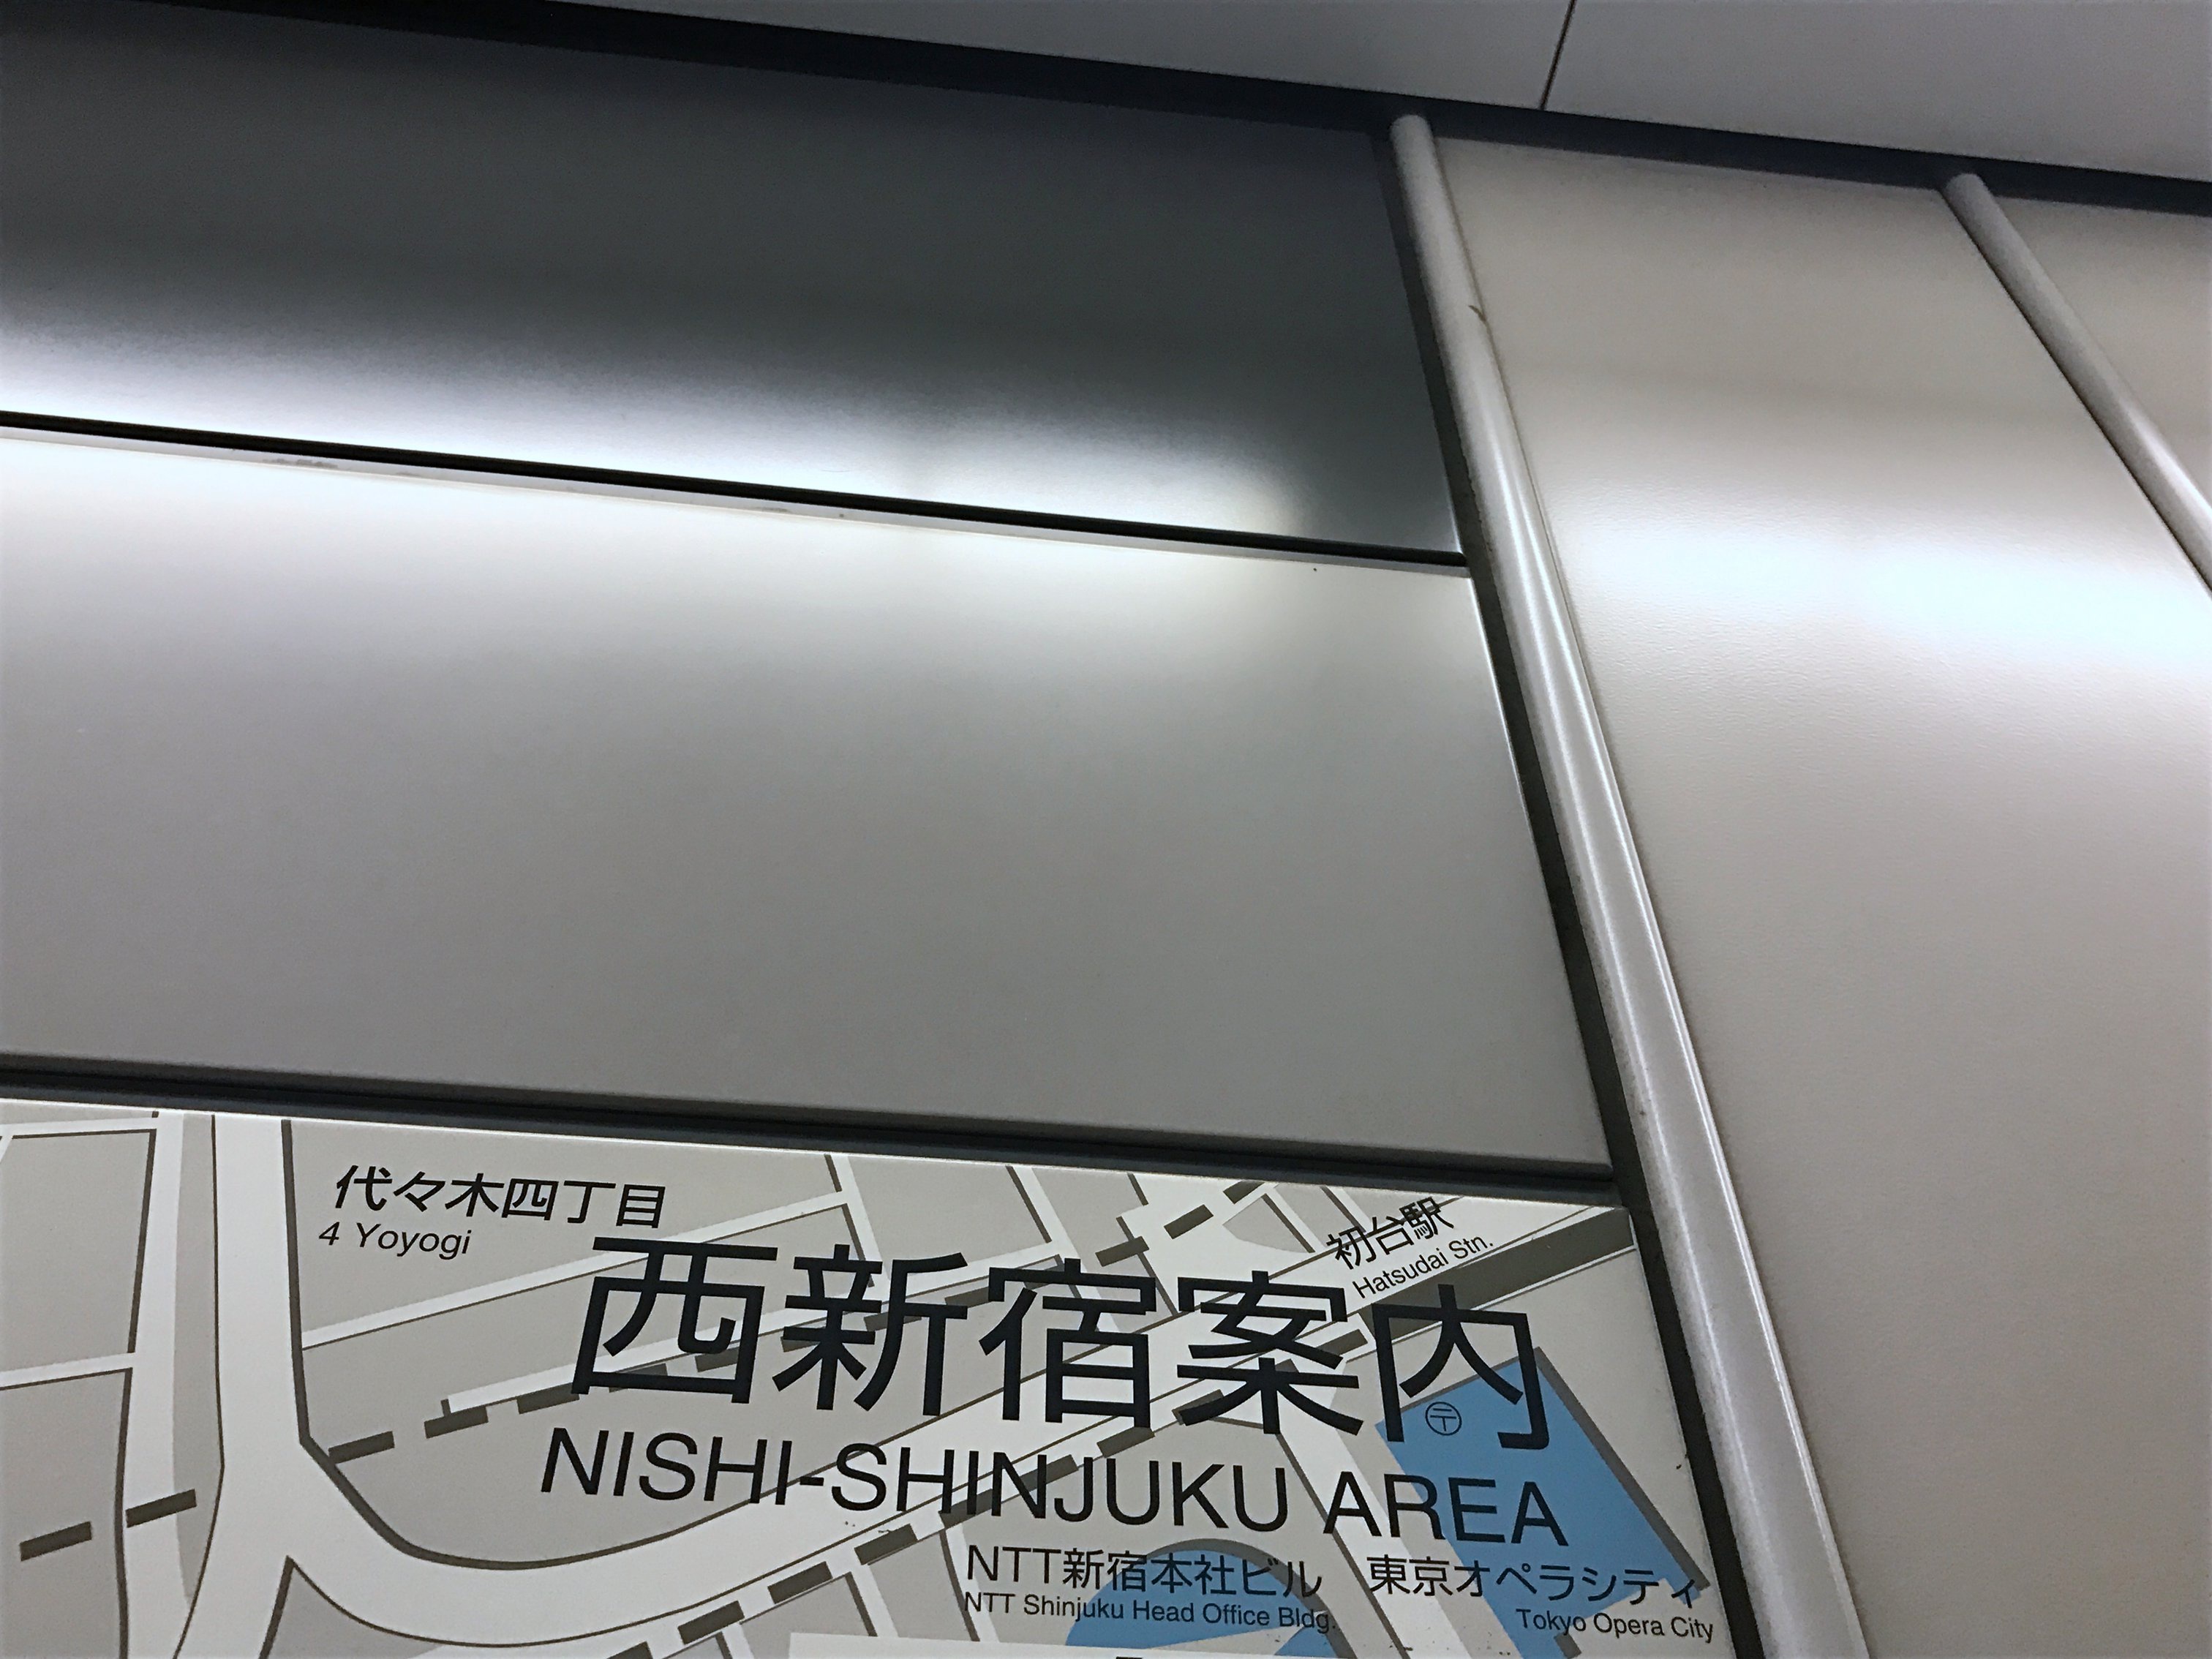 代々木四丁目
4 Yoyogi
初台駅
Hatsudai Stn.
西新宿案内
〒
NISHI-SHINJUKU AREA
NTT新宿本社ビル
NTT Shinjuku Head Office Bldg.
東京オペラシティ
Tokyo Opera City